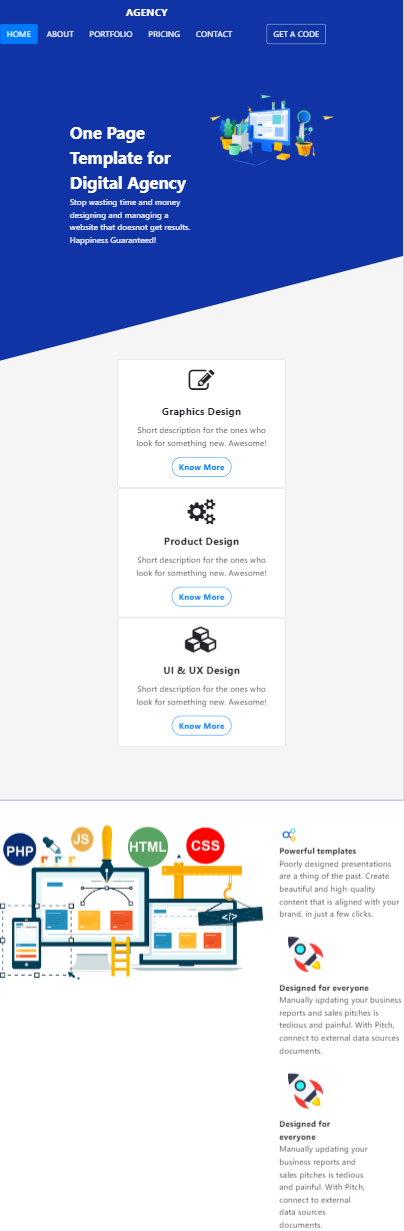 AGENCY
HOME ABOUT PORTFOLIO PRICING CONTACT GET A CODE
One Page
Template for
Digital Agency
Stop wasting time and money
designing and managing a
website that doesnot get results.
Happiness Guaranteed!
Graphics Design
Short description for the ones who
look for something new. Awesome!
Know More
Product Design
Short description for the ones who
look for something new. Awesome!
Know More
UI & UX Design
Short description for the ones who
look for something new. Awesome!
Know More
PHP
JS
HTML
CSS
</>
Powerful templates
Poorly designed presentations
are a thing of the past. Create
beautiful and high-quality
content that is aligned with your
brand, in just a few clicks.
Designed for everyone
Manually updating your business
reports and sales pitches is
tedious and painful. With Pitch,
connect to external data sources
documents.
Designed for
everyone
Manually updating your
business reports and
sales pitches is tedious
and painful. With Pitch,
connect to external
data sources
documents.